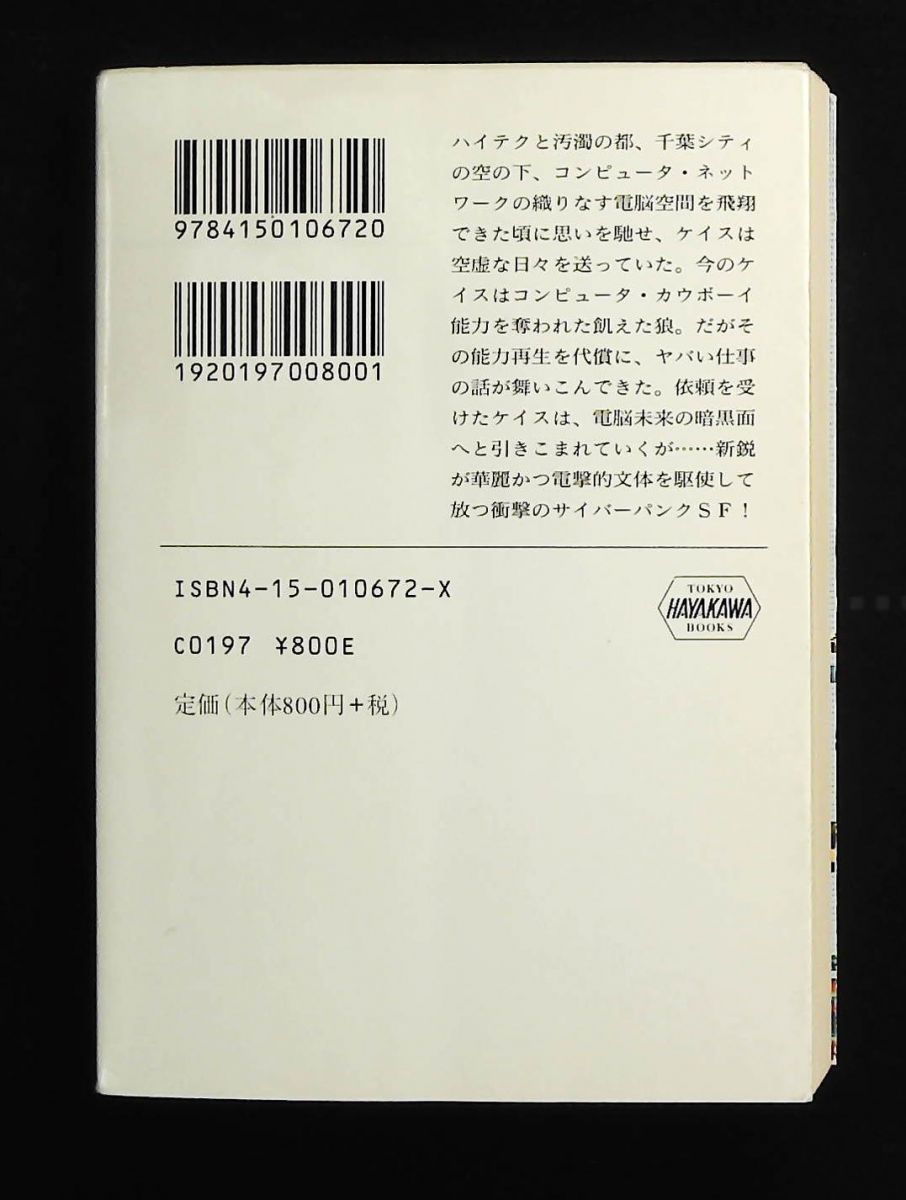 9784150106720
1920197008001
ハイテクと汚濁の都、千葉シティ
の空の下、コンピュータ・ネット
ワークの織りなす電脳空間を飛翔
できた頃に思いを馳せ、ケイスは
空虚な日々を送っていた。今のケ
イスはコンピュータ・カウボーイ
能力を奪われた飢えた狼。だがそ
の能力再生を代償に、ヤバい仕事
の話が舞いこんできた。依頼を受
けたケイスは、電脳未来の暗黒面
へと引きこまれていくが……新鋭
が華麗かつ電撃的文体を駆使して
放つ衝撃のサイバーパンクＳＦ！
ISBN4-15-010672-X
C0197 ¥800E
定価(本体800円+税)
TOKYO
HAYAKAWA
BOOKS